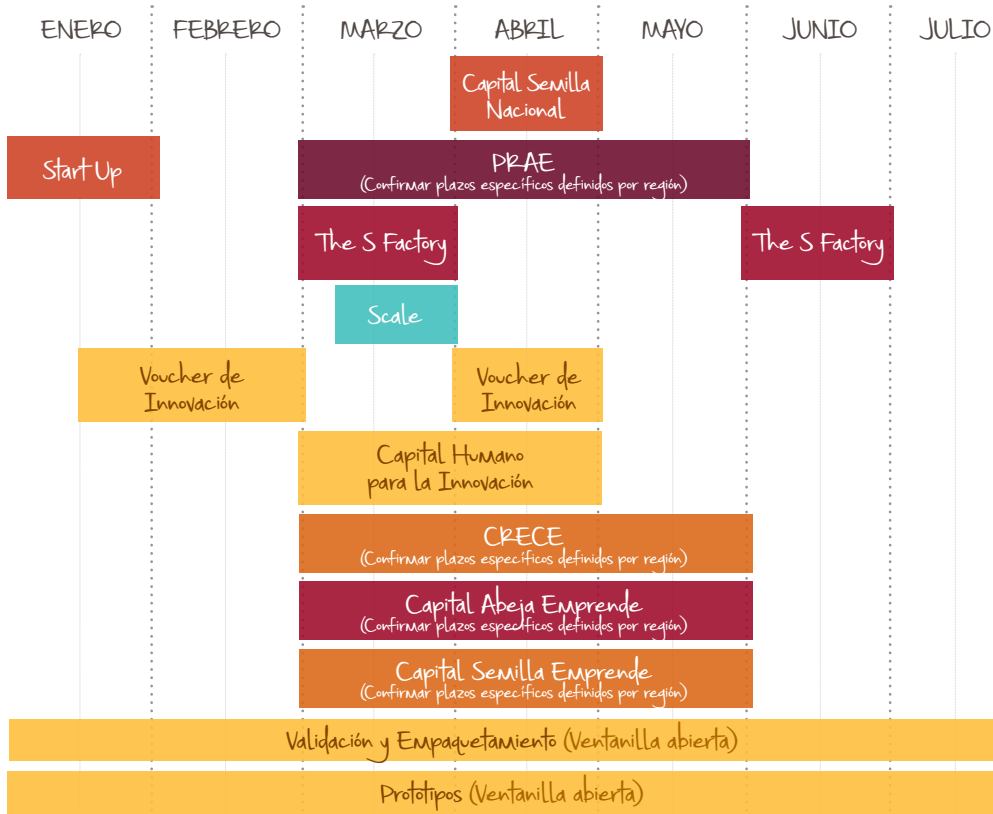 ENERO FEBRERO MARZO ABRIL MAYO JUNIO JULIO
Capital Semilla
Nacional
Start Up
PRAE
(Confirmar plazos específicos definidos por región)
The S Factory
The S Factory
Scale
Voucher de
Innovación
Voucher de
Innovación
Capital Humano
para la Innovación
CRECE
(Confirmar plazos específicos definidos por región)
Capital Abeja Emprende
(Confirmar plazos específicos definidos por región)
Capital Semilla Emprende
(Confirmar plazos específicos definidos por región)
Validación y Empaquetamiento (Ventanilla abierta)
Prototipos (Ventanilla abierta)